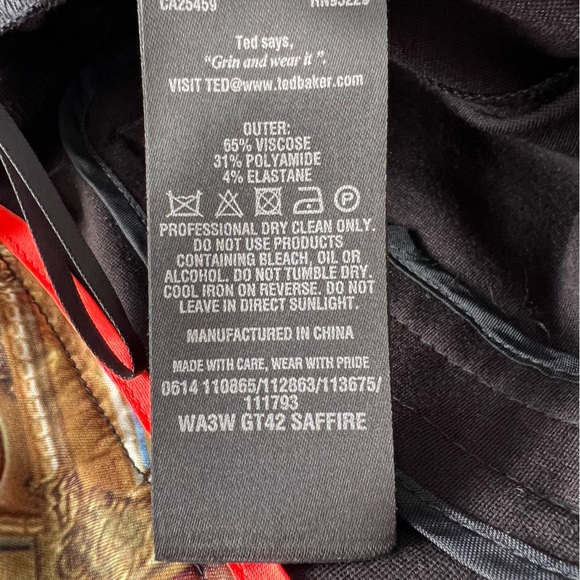 CA25459 RN93229
Ted says,
"Grin and wear it".
VISIT TED@www.tedbaker.com
OUTER:
65% VISCOSE
31% POLYAMIDE
4% ELASTANE
P
PROFESSIONAL DRY CLEAN ONLY.
DO NOT USE PRODUCTS
CONTAINING BLEACH, OIL OR
ALCOHOL. DO NOT TUMBLE DRY.
COOL IRON ON REVERSE. DO NOT
LEAVE IN DIRECT SUNLIGHT.
MANUFACTURED IN CHINA
MADE WITH CARE, WEAR WITH PRIDE
0614 110865/112863/113675/
111793
WA3W GT42 SAFFIRE